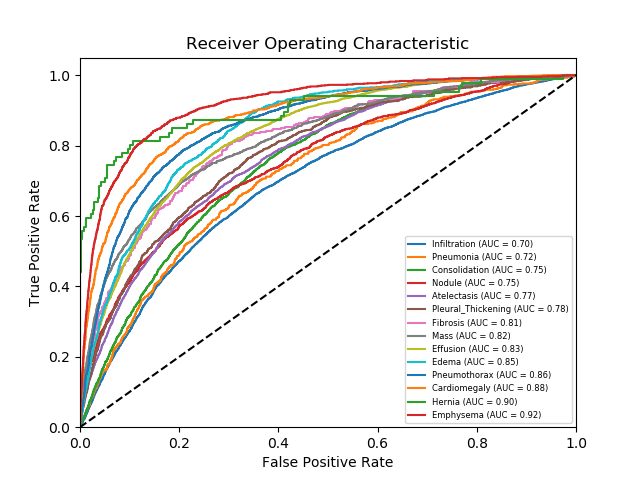 Receiver Operating Characteristic
True Positive Rate
1.0
0.8
0.6
0.4
0.2
0.0
Infiltration (AUC = 0.70)
Pneumonia (AUC = 0.72)
Consolidation (AUC = 0.75)
Nodule (AUC = 0.75)
Atelectasis (AUC = 0.77)
Pleural_Thickening (AUC = 0.78)
Fibrosis (AUC = 0.81)
Mass (AUC = 0.82)
Effusion (AUC = 0.83)
Edema (AUC = 0.85)
Pneumothorax (AUC = 0.86)
Cardiomegaly (AUC = 0.88)
Hernia (AUC = 0.90)
Emphysema (AUC = 0.92)
0.0 0.2 0.4 0.6 0.8 1.0
False Positive Rate